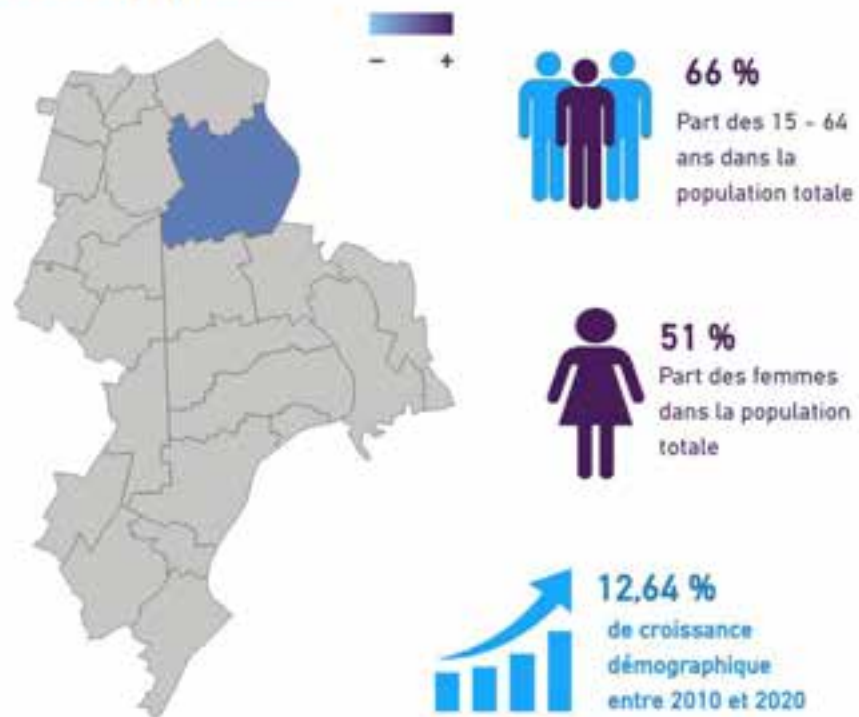 - +
66 %
Part des 15 - 64
ans dans la
population totale
51 %
Part des femmes
dans la population
totale
12,64 %
de croissance
démographique
entre 2010 et 2020